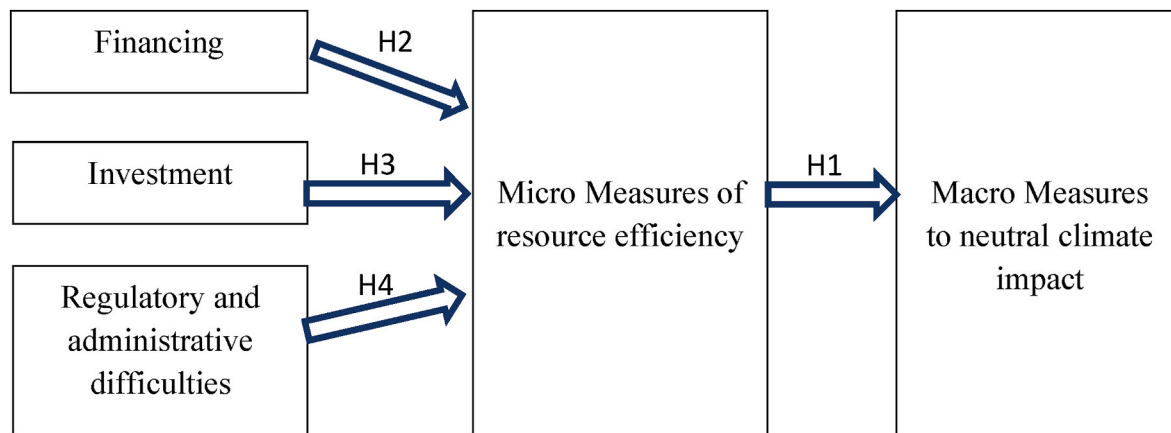 Financing
H2
Investment
H3
Regulatory and
administrative
difficulties
H4
Micro Measures of
resource efficiency
H1
Macro Measures
to neutral climate
impact